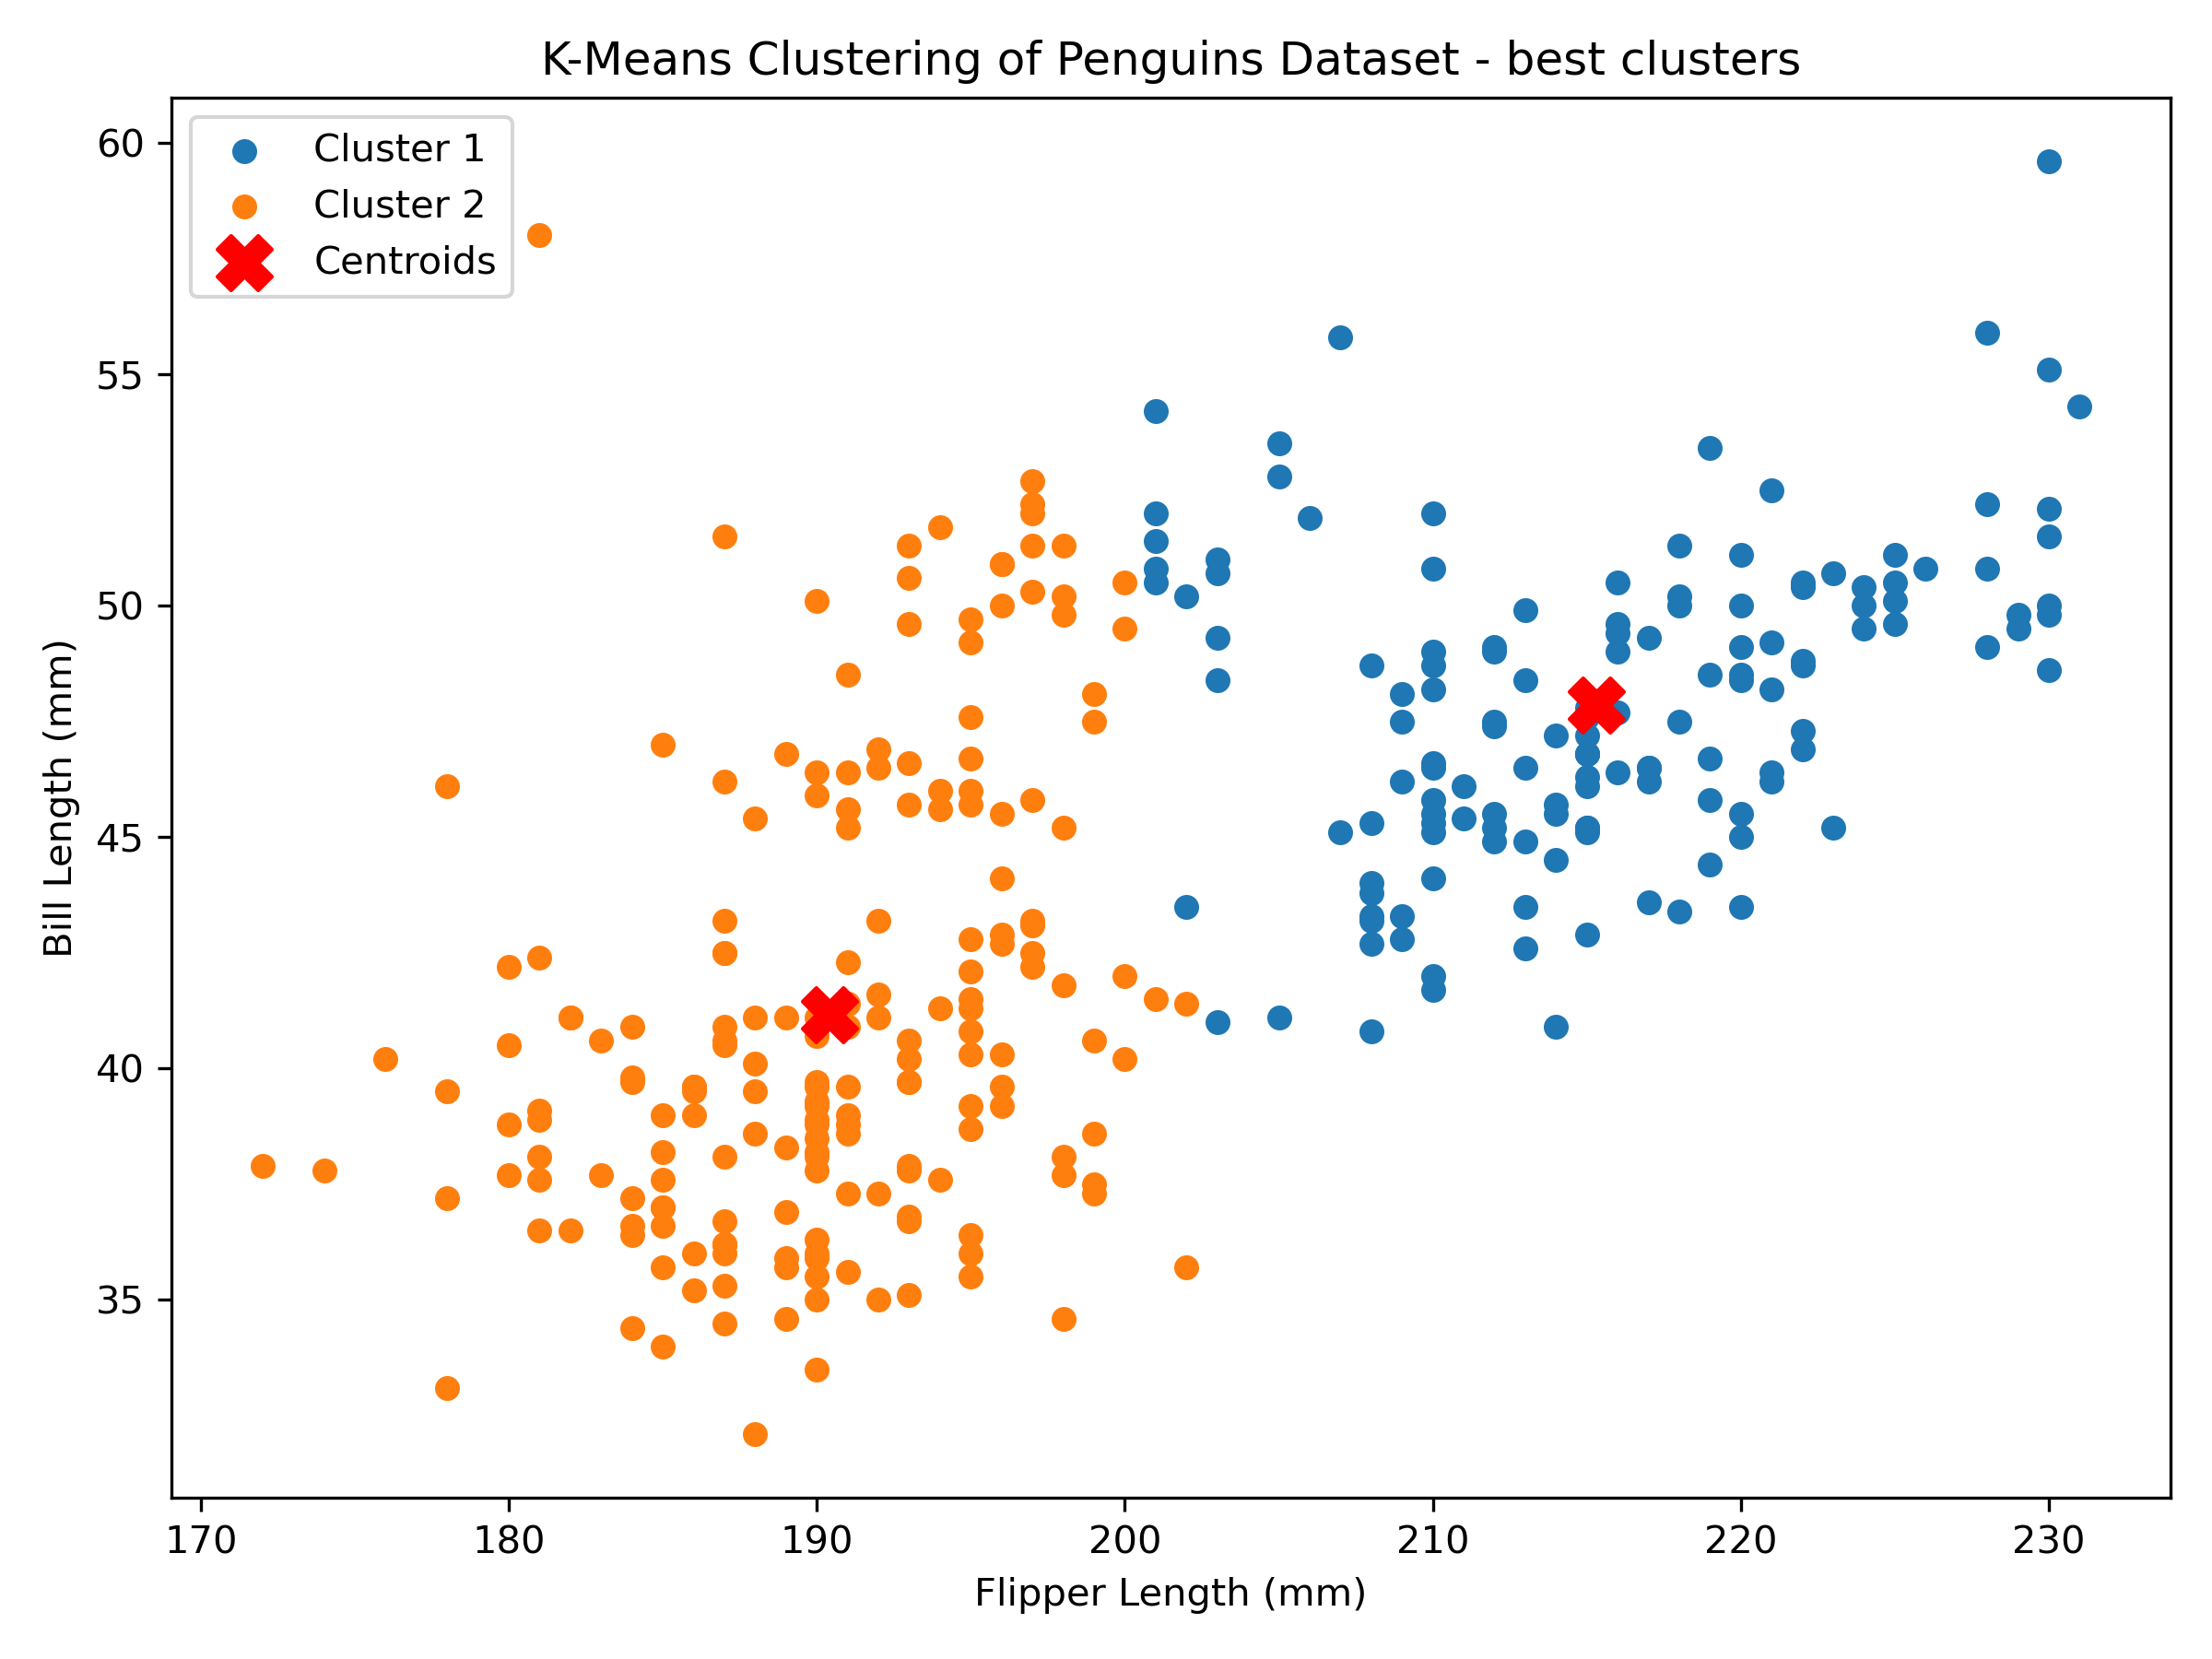 K-Means Clustering of Penguins Dataset - best clusters
Cluster 1
Cluster 2
Centroids
60
55
50
45
40
35
Bill Length (mm)
170 180 190 200 210 220 230
Flipper Length (mm)